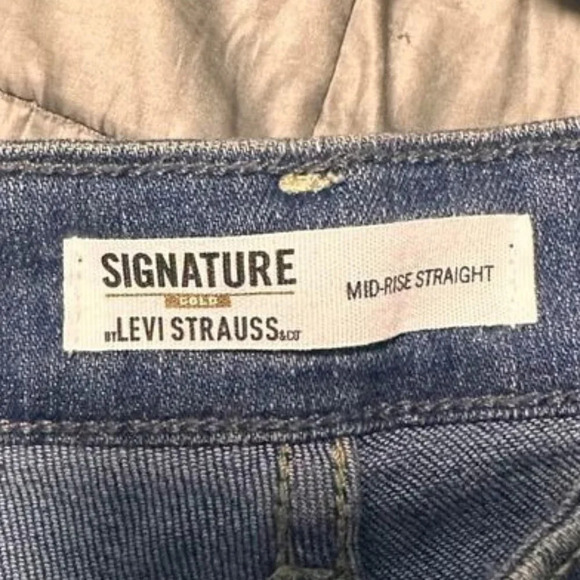 SIGNATURE
GOLD
BY LEVI STRAUSS & CO
MID-RISE STRAIGHT